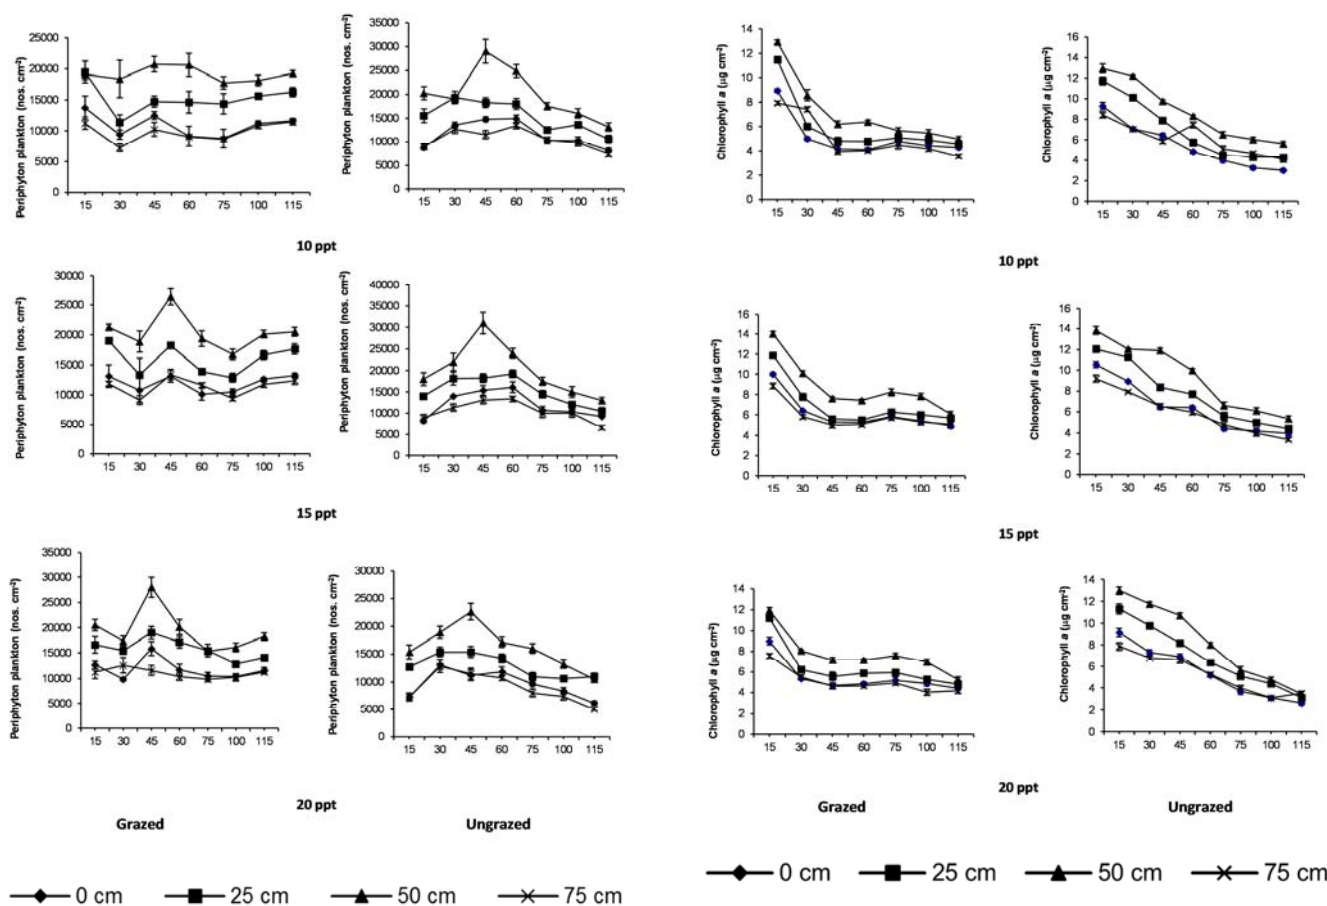 Periphyton plankton (nos. cm⁻²)
25000
20000
15000
10000
5000
0
15 30 45 60 75 100 115
Periphyton plankton (nos. cm⁻²)
35000
30000
25000
20000
15000
10000
5000
0
15 30 45 60 75 100 115
10 ppt
Periphyton plankton (nos. cm⁻²)
30000
25000
20000
15000
10000
5000
0
15 30 45 60 75 100 115
Periphyton plankton (nos. cm⁻²)
40000
35000
30000
25000
20000
15000
10000
5000
0
15 30 45 60 75 100 115
15 ppt
Periphyton plankton (nos. cm⁻²)
35000
30000
25000
20000
15000
10000
5000
0
15 30 45 60 75 100 115
Periphyton plankton (nos. cm⁻²)
30000
25000
20000
15000
10000
5000
0
15 30 45 60 75 100 115
20 ppt
Grazed Ungrazed
0 cm 25 cm 50 cm 75 cm
Chlorophyll a (µg cm⁻²)
14
12
10
8
6
4
2
0
15 30 45 60 75 100 115
Chlorophyll a (µg cm⁻²)
16
14
12
10
8
6
4
2
0
15 30 45 60 75 100 115
10 ppt
Chlorophyll a (µg cm⁻²)
16
14
12
10
8
6
4
2
0
15 30 45 60 75 100 115
Chlorophyll a (µg cm⁻²)
16
14
12
10
8
6
4
2
0
15 30 45 60 75 100 115
15 ppt
Chlorophyll a (µg cm⁻²)
14
12
10
8
6
4
2
0
15 30 45 60 75 100 115
Chlorophyll a (µg cm⁻²)
14
12
10
8
6
4
2
0
15 30 45 60 75 100 115
20 ppt
Grazed Ungrazed
0 cm 25 cm 50 cm 75 cm